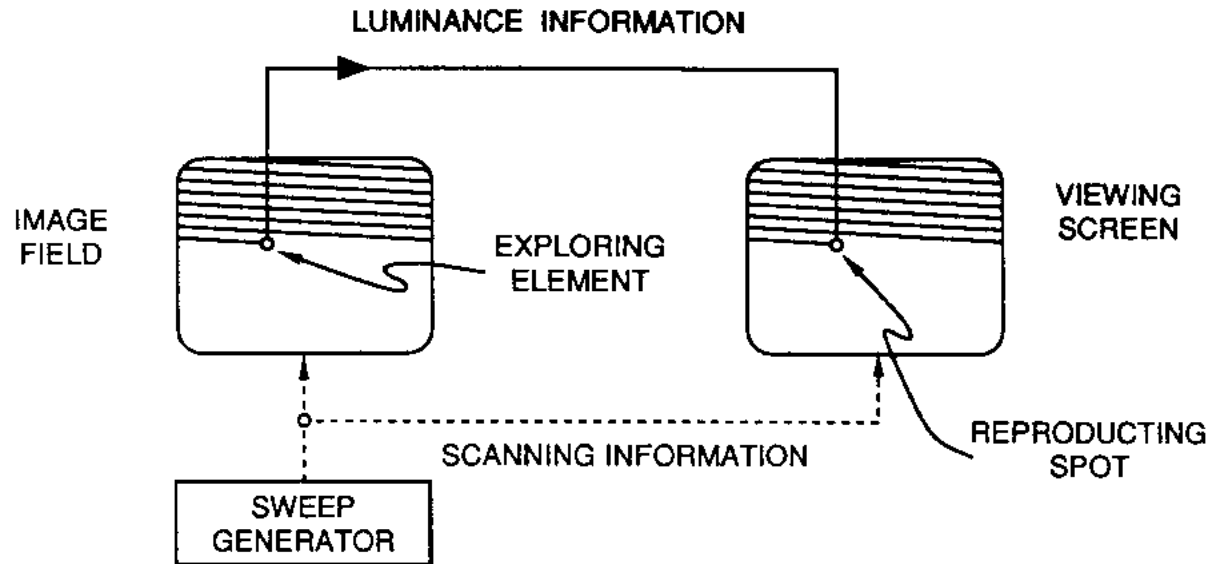 LUMINANCE INFORMATION
IMAGE
FIELD
EXPLORING
ELEMENT
VIEWING
SCREEN
SCANNING INFORMATION
REPRODUCTING
SPOT
SWEEP
GENERATOR